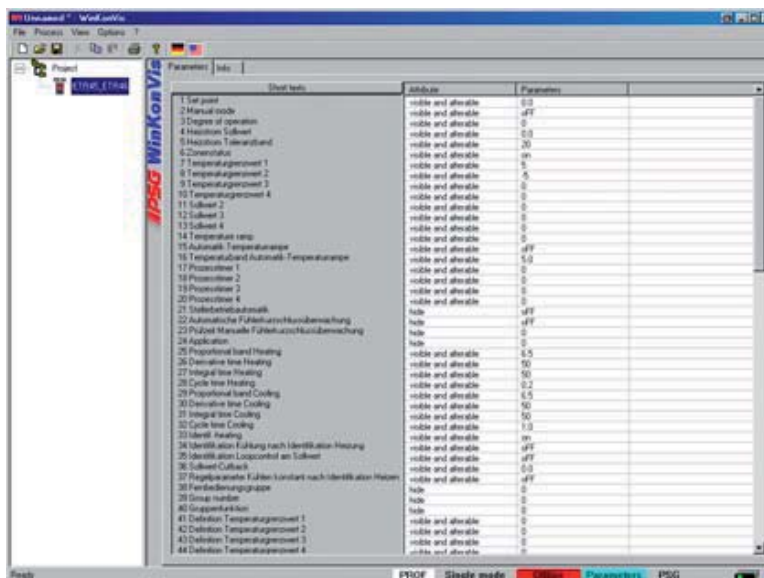 Unnamed * - WinKonVis
File Process View Options ?
Project
ETR45_ETR46
PSG WinKonVis
Parameters Info
Short texts Attribute Parameters
1 Set point visible and alterable 0.0
2 Manual mode visible and alterable oFF
3 Degree of operation visible and alterable 0
4 Heizstrom Sollwert visible and alterable 0.0
5 Heizstrom Toleranzband visible and alterable 20
6 Zonenstatus visible and alterable on
7 Temperaturgrenzwert 1 visible and alterable 5
8 Temperaturgrenzwert 2 visible and alterable -5
9 Temperaturgrenzwert 3 visible and alterable 0
10 Temperaturgrenzwert 4 visible and alterable 0
11 Sollwert 2 visible and alterable 0
12 Sollwert 3 visible and alterable 0
13 Sollwert 4 visible and alterable 0
14 Temperature ramp visible and alterable 0
15 Automatik-Temperaturrampe visible and alterable oFF
16 Temperaturband Automatik-Temperaturrampe visible and alterable 5.0
17 Prozesstimer 1 visible and alterable 0
18 Prozesstimer 2 visible and alterable 0
19 Prozesstimer 3 visible and alterable 0
20 Prozesstimer 4 visible and alterable 0
21 Stellerbetriebautomatik hide oFF
22 Automatische Fühlerkurzschlussüberwachung hide oFF
23 Prüfzeit Manuelle Fühlerkurzschlussüberwachung hide 0
24 Application hide 0
25 Proportional band Heating visible and alterable 6.5
26 Derivative time Heating visible and alterable 50
27 Integral time Heating visible and alterable 50
28 Cycle time Heating visible and alterable 0.2
29 Proportional band Cooling visible and alterable 6.5
30 Derivative time Cooling visible and alterable 50
31 Integral time Cooling visible and alterable 50
32 Cycle time Cooling visible and alterable 1.0
33 Identif. heating visible and alterable on
34 Identifikation Kühlung nach Identifikation Heizung visible and alterable oFF
35 Identifikation Loopcontrol am Sollwert visible and alterable oFF
36 Sollwert-Cutback visible and alterable 0.0
37 Regelparameter Kühlen konstant nach Identifikation Heizen visible and alterable oFF
38 Fernbedienungsgruppe hide 0
39 Group number hide 0
40 Gruppenfunktion hide 0
41 Definition Temperaturgrenzwert 1 visible and alterable 0
42 Definition Temperaturgrenzwert 2 visible and alterable 0
43 Definition Temperaturgrenzwert 3 visible and alterable 0
44 Definition Temperaturgrenzwert 4 visible and alterable 0
Ready PROF Single mode Offline Parameters PSG